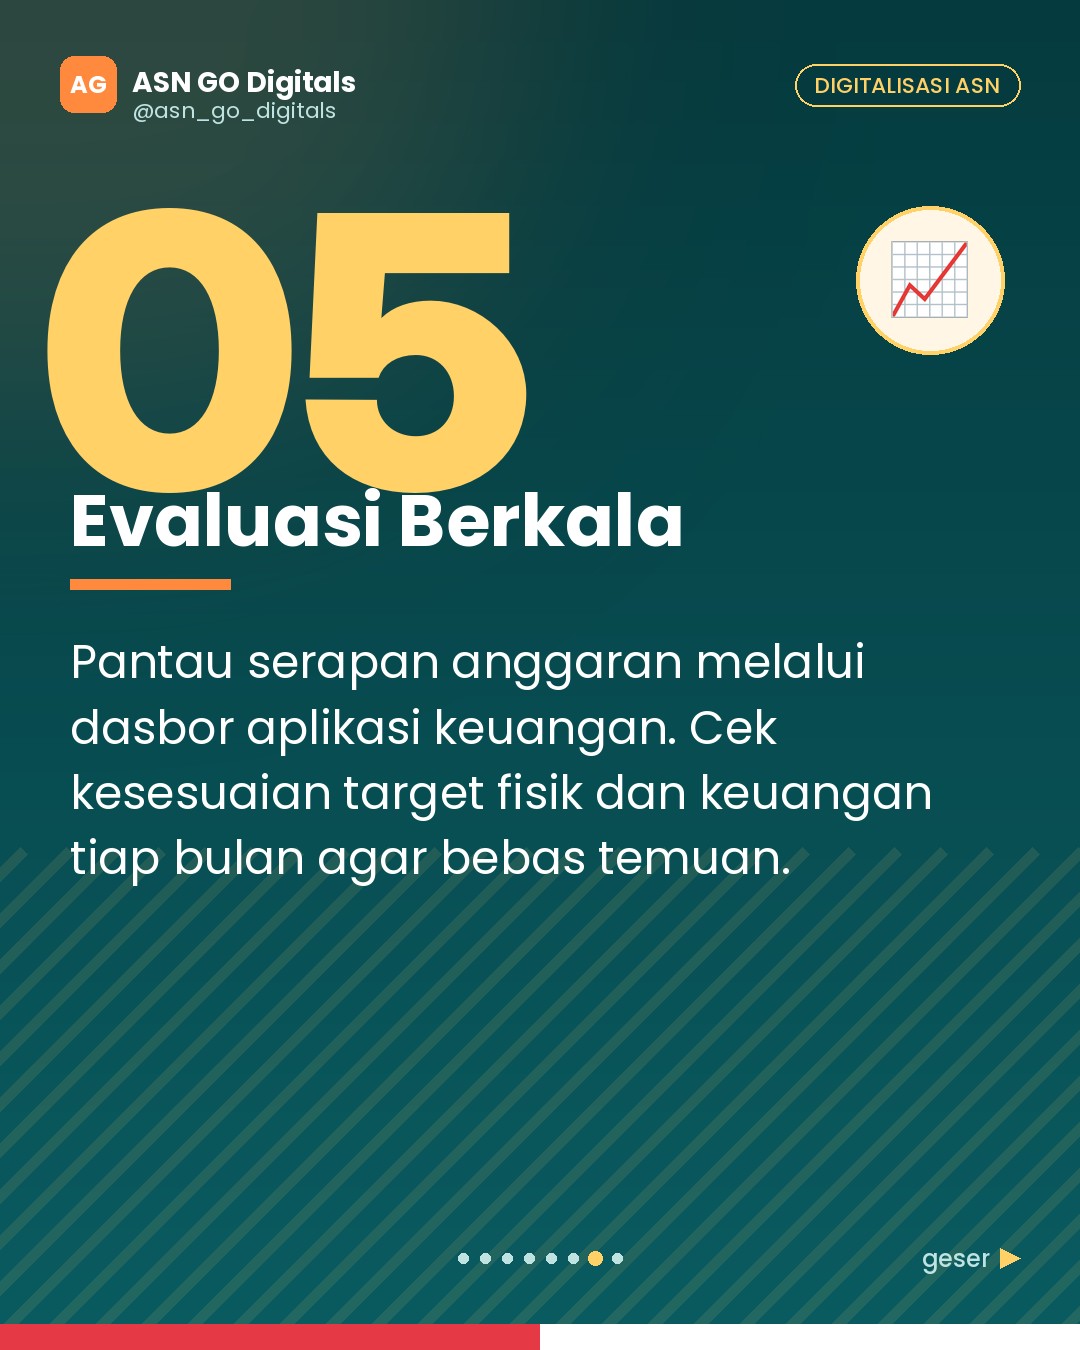 AG
ASN GO Digitals
@asn_go_digitals
DIGITALISASI ASN
05
Evaluasi Berkala
Pantau serapan anggaran melalui
dasbor aplikasi keuangan. Cek
kesesuaian target fisik dan keuangan
tiap bulan agar bebas temuan.
geser